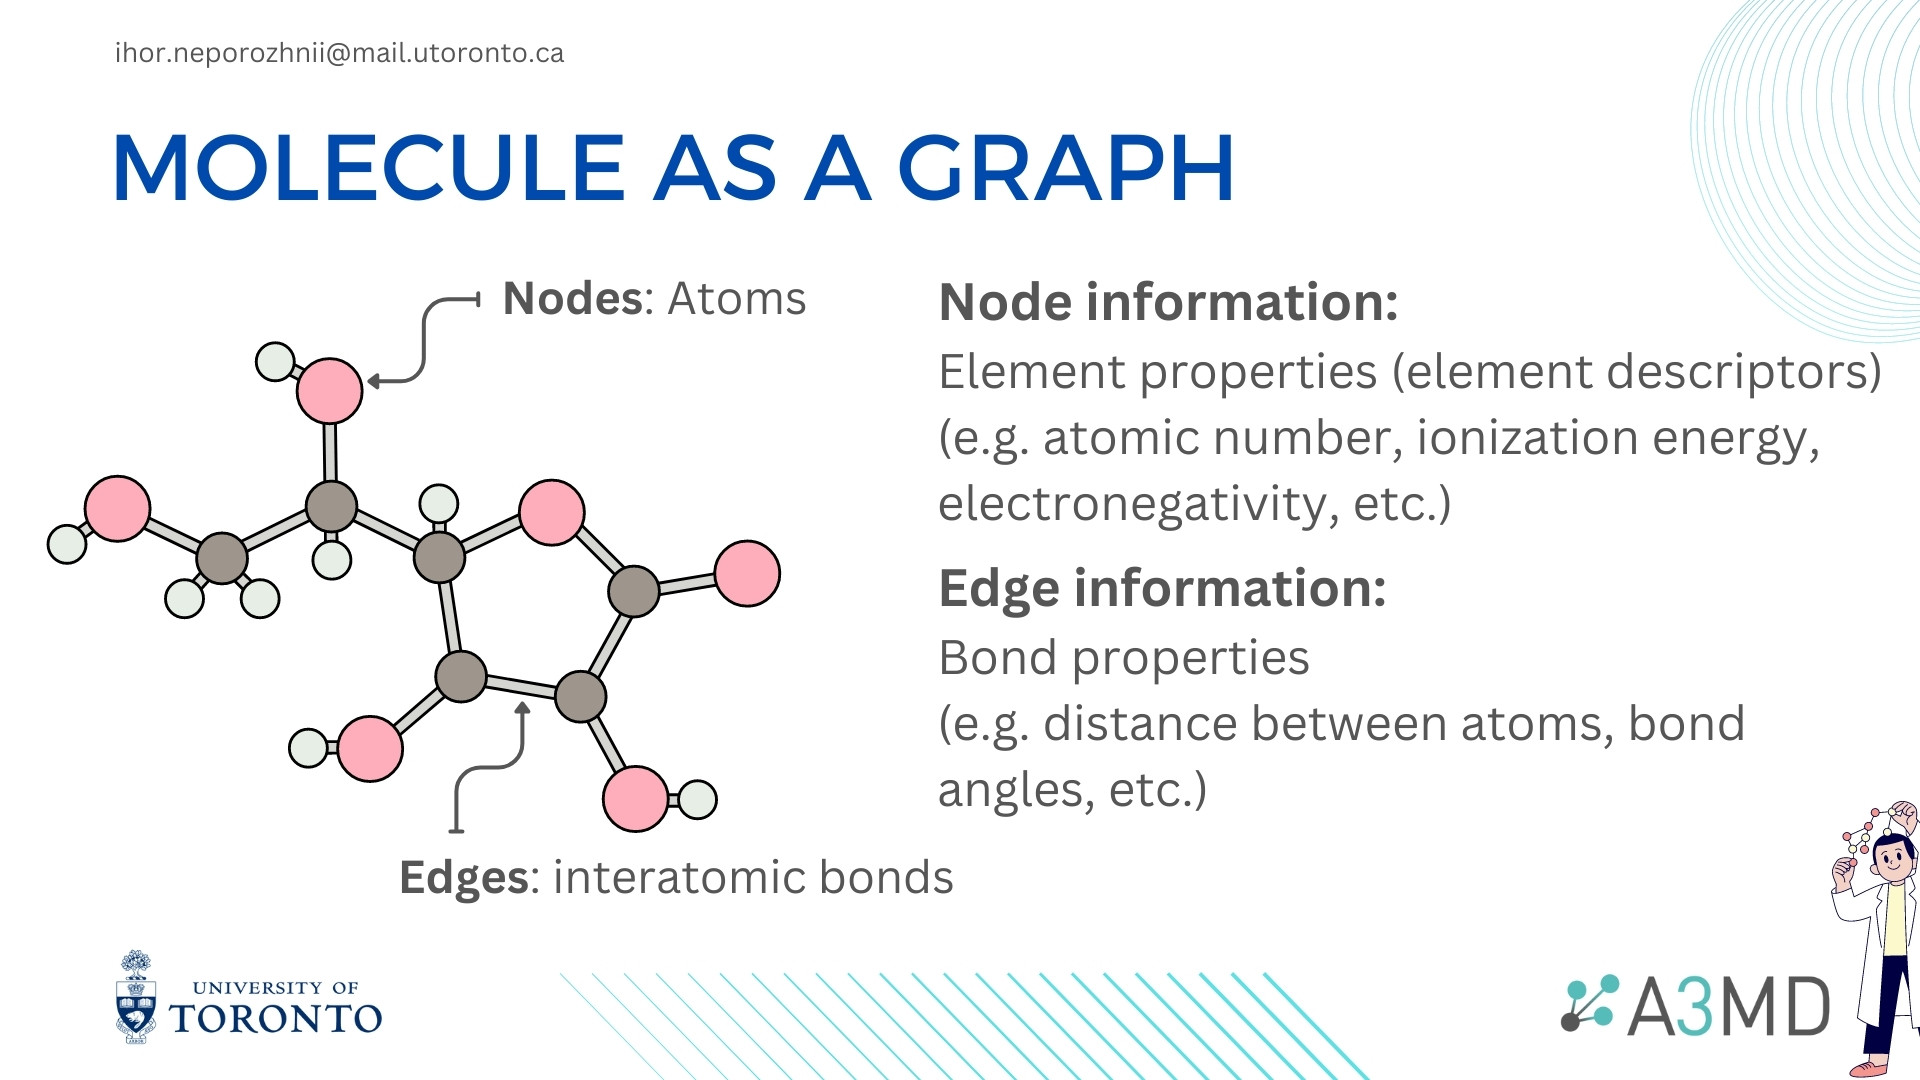 ihor.neporozhnii@mail.utoronto.ca
MOLECULE AS A GRAPH
Nodes: Atoms
Edges: interatomic bonds
Node information:
Element properties (element descriptors)
(e.g. atomic number, ionization energy,
electronegativity, etc.)
Edge information:
Bond properties
(e.g. distance between atoms, bond
angles, etc.)
UNIVERSITY OF
TORONTO
A3MD